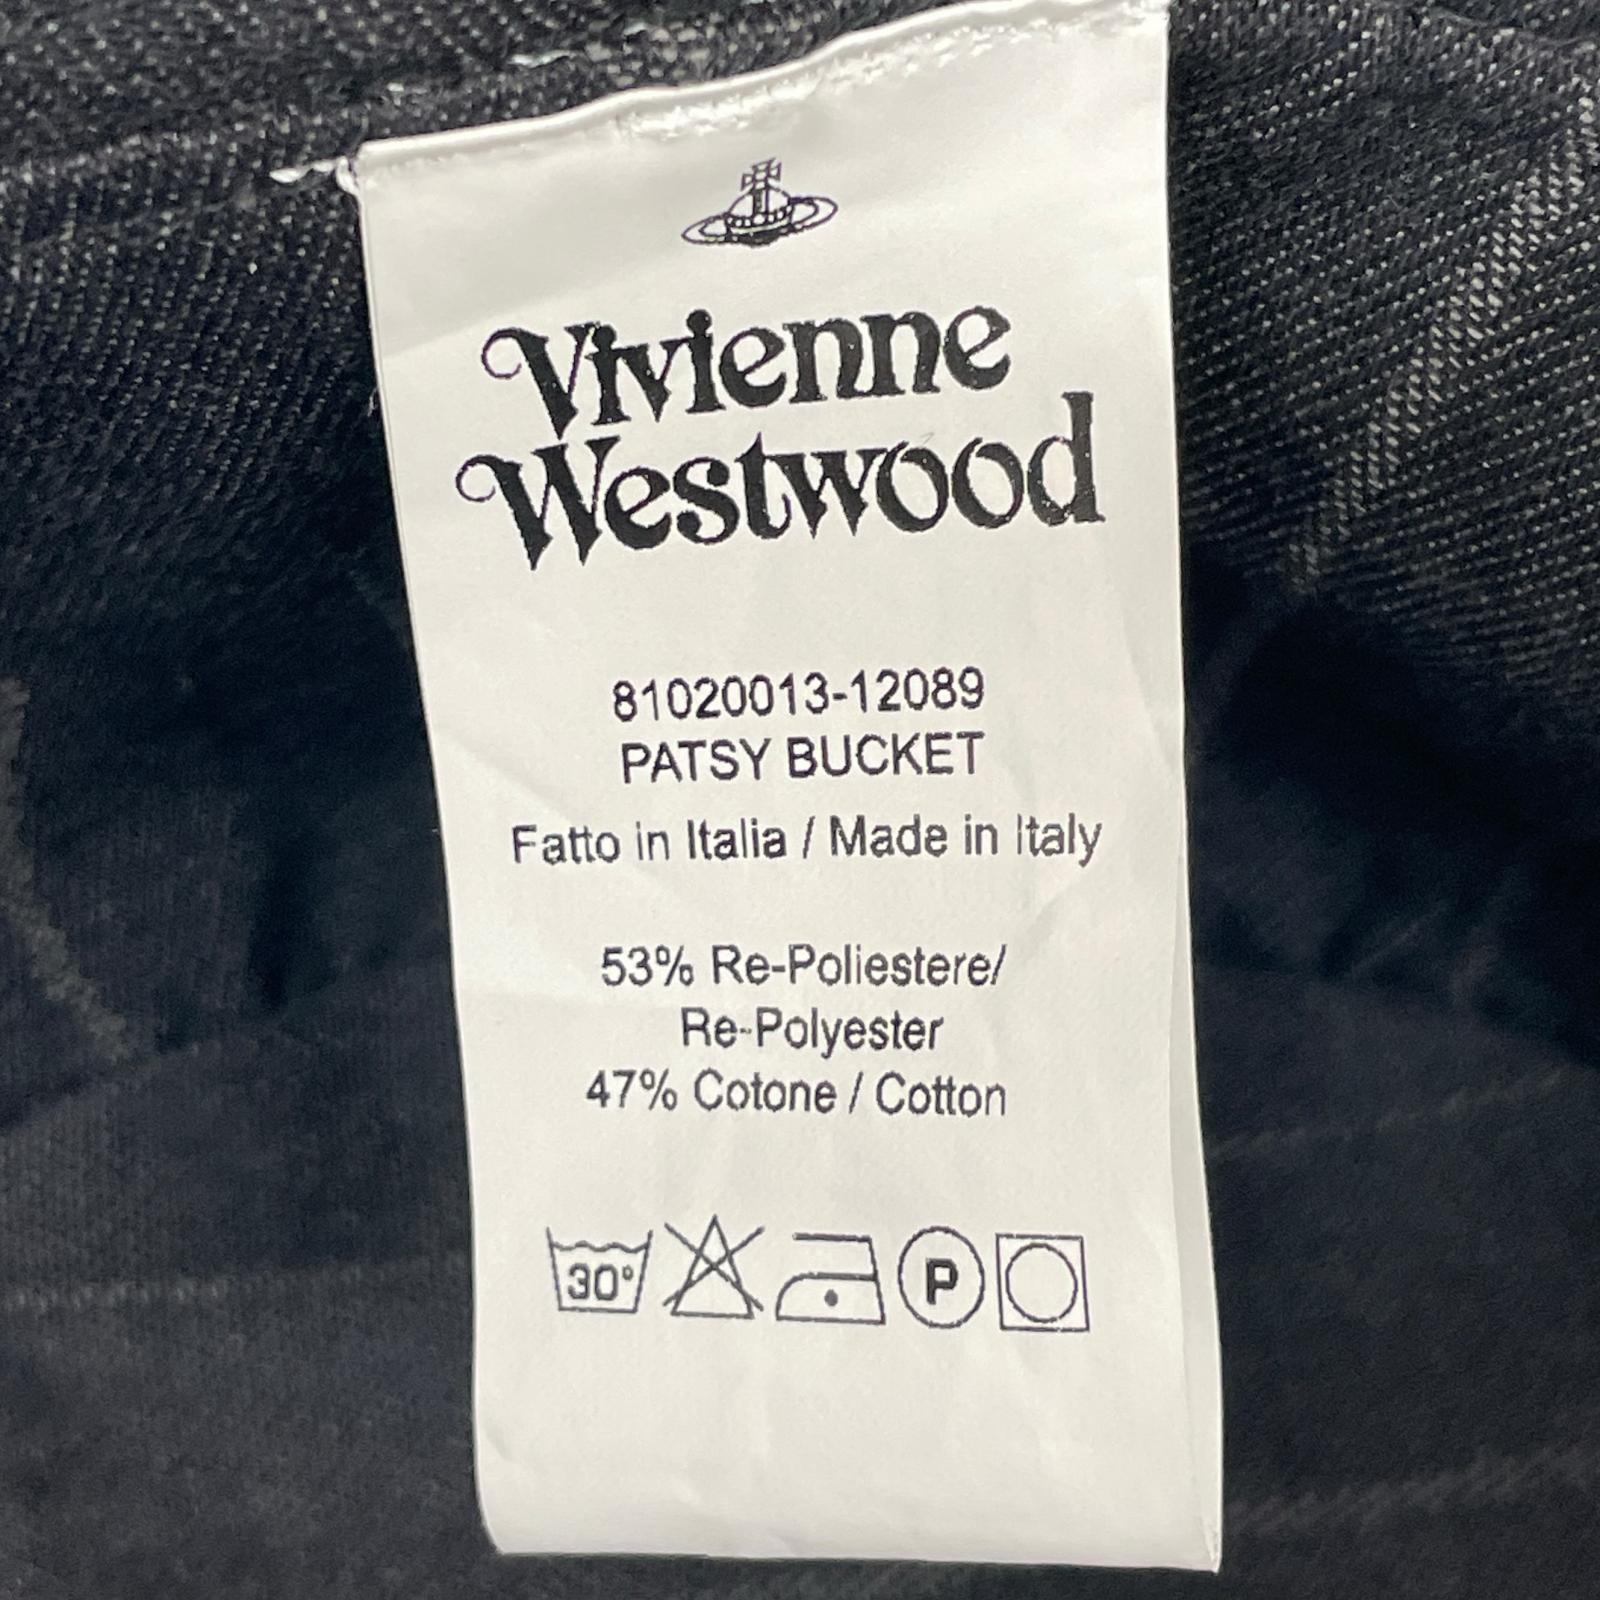 Vivienne
Westwood
81020013-12089
PATSY BUCKET
Fatto in Italia / Made in Italy
53% Re-Poliestere/
Re-Polyester
47% Cotone / Cotton
30° P